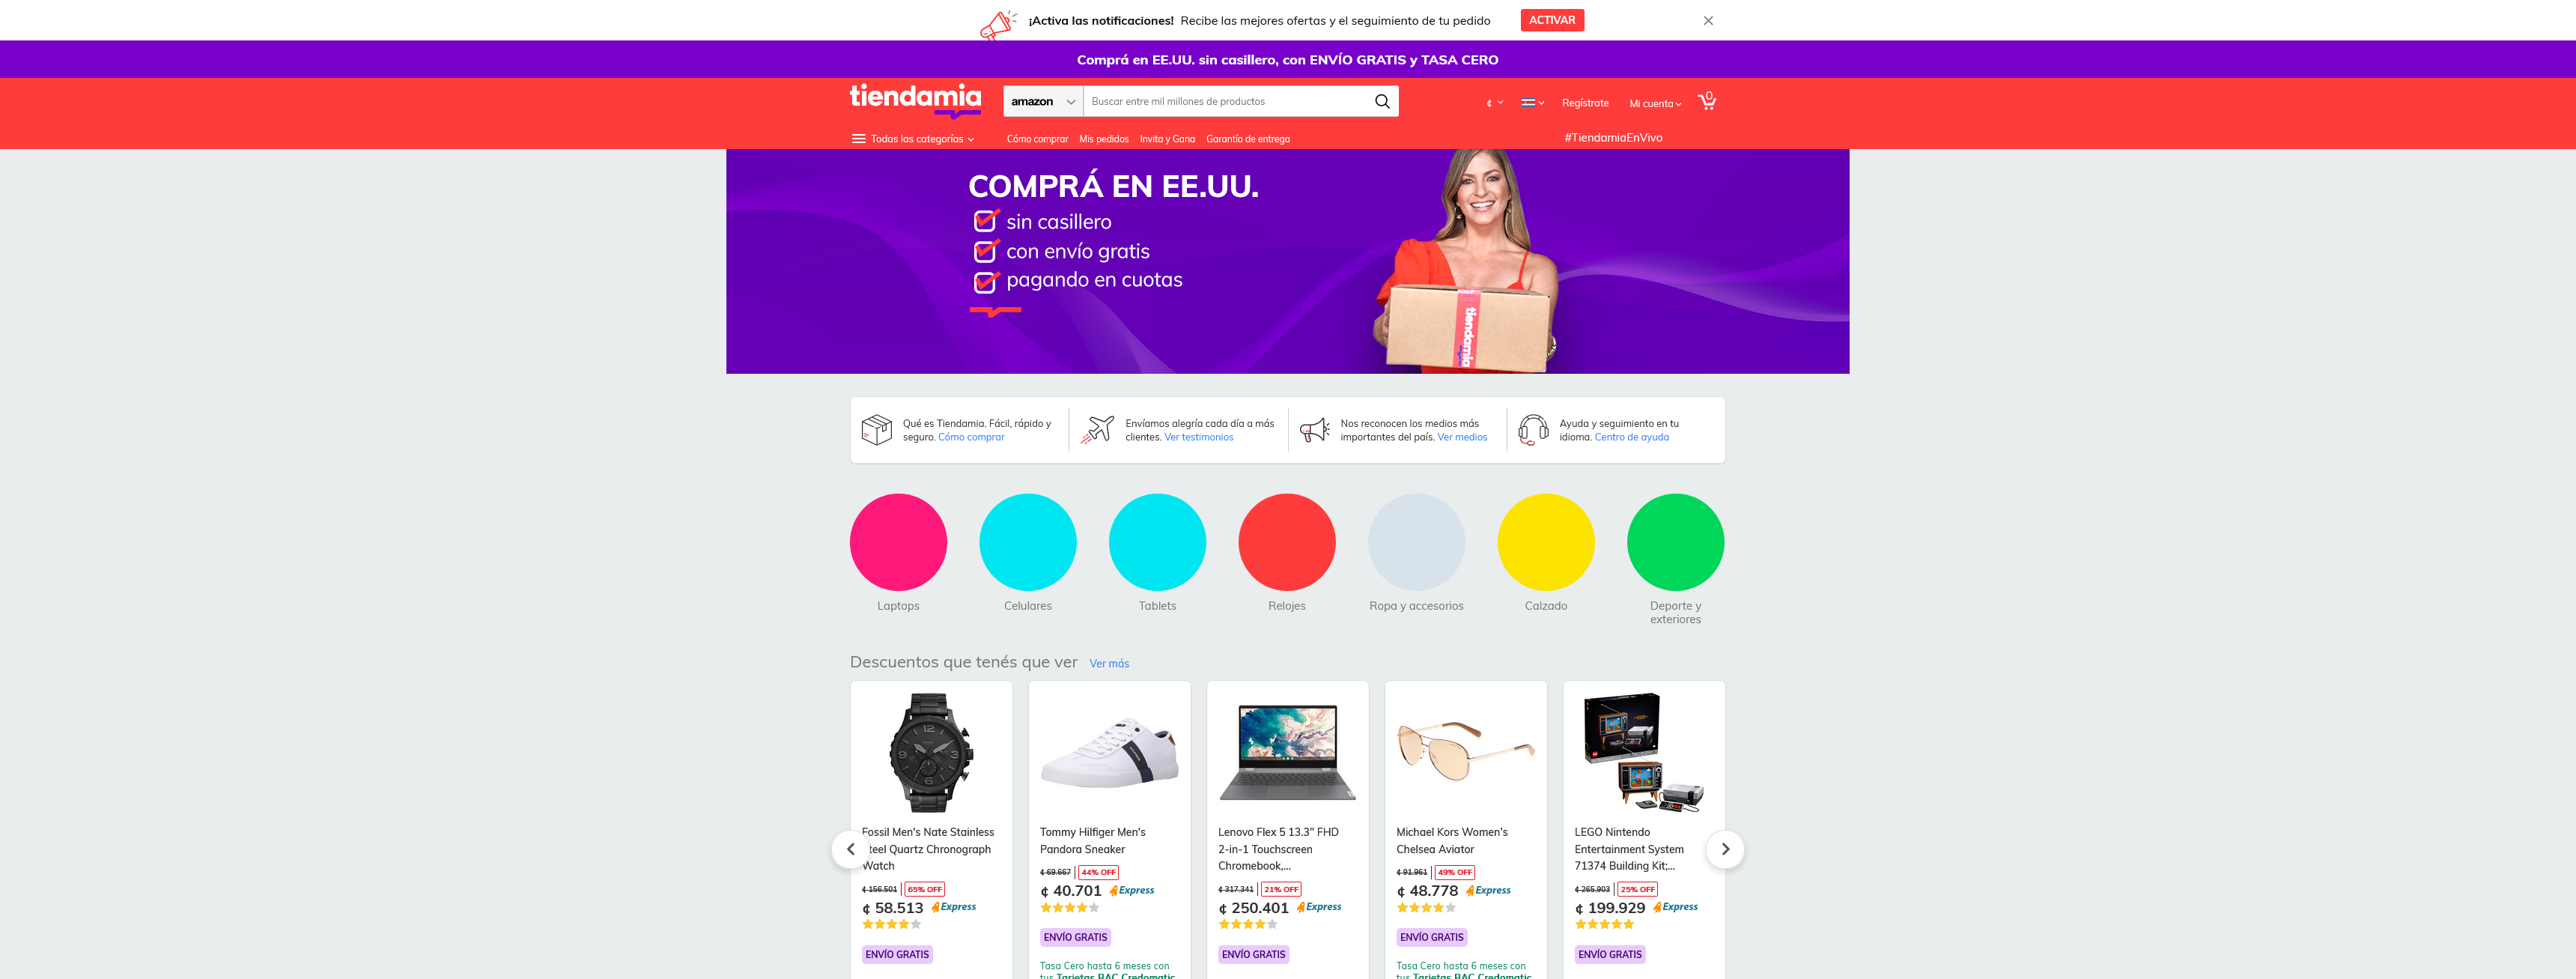 ¡Activa las notificaciones! Recibe las mejores ofertas y el seguimiento de tu pedido ACTIVAR
Comprá en EE.UU. sin casillero, con ENVÍO GRATIS y TASA CERO
tiendamia amazon Buscar entre mil millones de productos ¢ Regístrate Mi cuenta 0
Todas las categorías Cómo comprar Mis pedidos Invita y Gana Garantía de entrega #TiendamiaEnVivo
COMPRÁ EN EE.UU.
sin casillero
con envío gratis
pagando en cuotas
tiendamia
Qué es Tiendamia. Fácil, rápido y
seguro. Cómo comprar
Envíamos alegría cada día a más
clientes. Ver testimonios
Nos reconocen los medios más
importantes del país. Ver medios
Ayuda y seguimiento en tu
idioma. Centro de ayuda
Laptops
Celulares
Tablets
Relojes
Ropa y accesorios
Calzado
Deporte y
exteriores
Descuentos que tenés que ver Ver más
Fossil Men's Nate Stainless
Steel Quartz Chronograph
Watch
¢ 156.501 65% OFF
¢ 58.513 Express
ENVÍO GRATIS
Tommy Hilfiger Men's
Pandora Sneaker
¢ 69.667 44% OFF
¢ 40.701 Express
ENVÍO GRATIS
Tasa Cero hasta 6 meses con
tus Tarjetas BAC Credomatic
Lenovo Flex 5 13.3" FHD
2-in-1 Touchscreen
Chromebook,...
¢ 317.341 21% OFF
¢ 250.401 Express
ENVÍO GRATIS
Michael Kors Women's
Chelsea Aviator
¢ 91.961 49% OFF
¢ 48.778 Express
ENVÍO GRATIS
Tasa Cero hasta 6 meses con
tus Tarjetas BAC Credomatic
LEGO Nintendo
Entertainment System
71374 Building Kit;...
¢ 265.903 25% OFF
¢ 199.929 Express
ENVÍO GRATIS